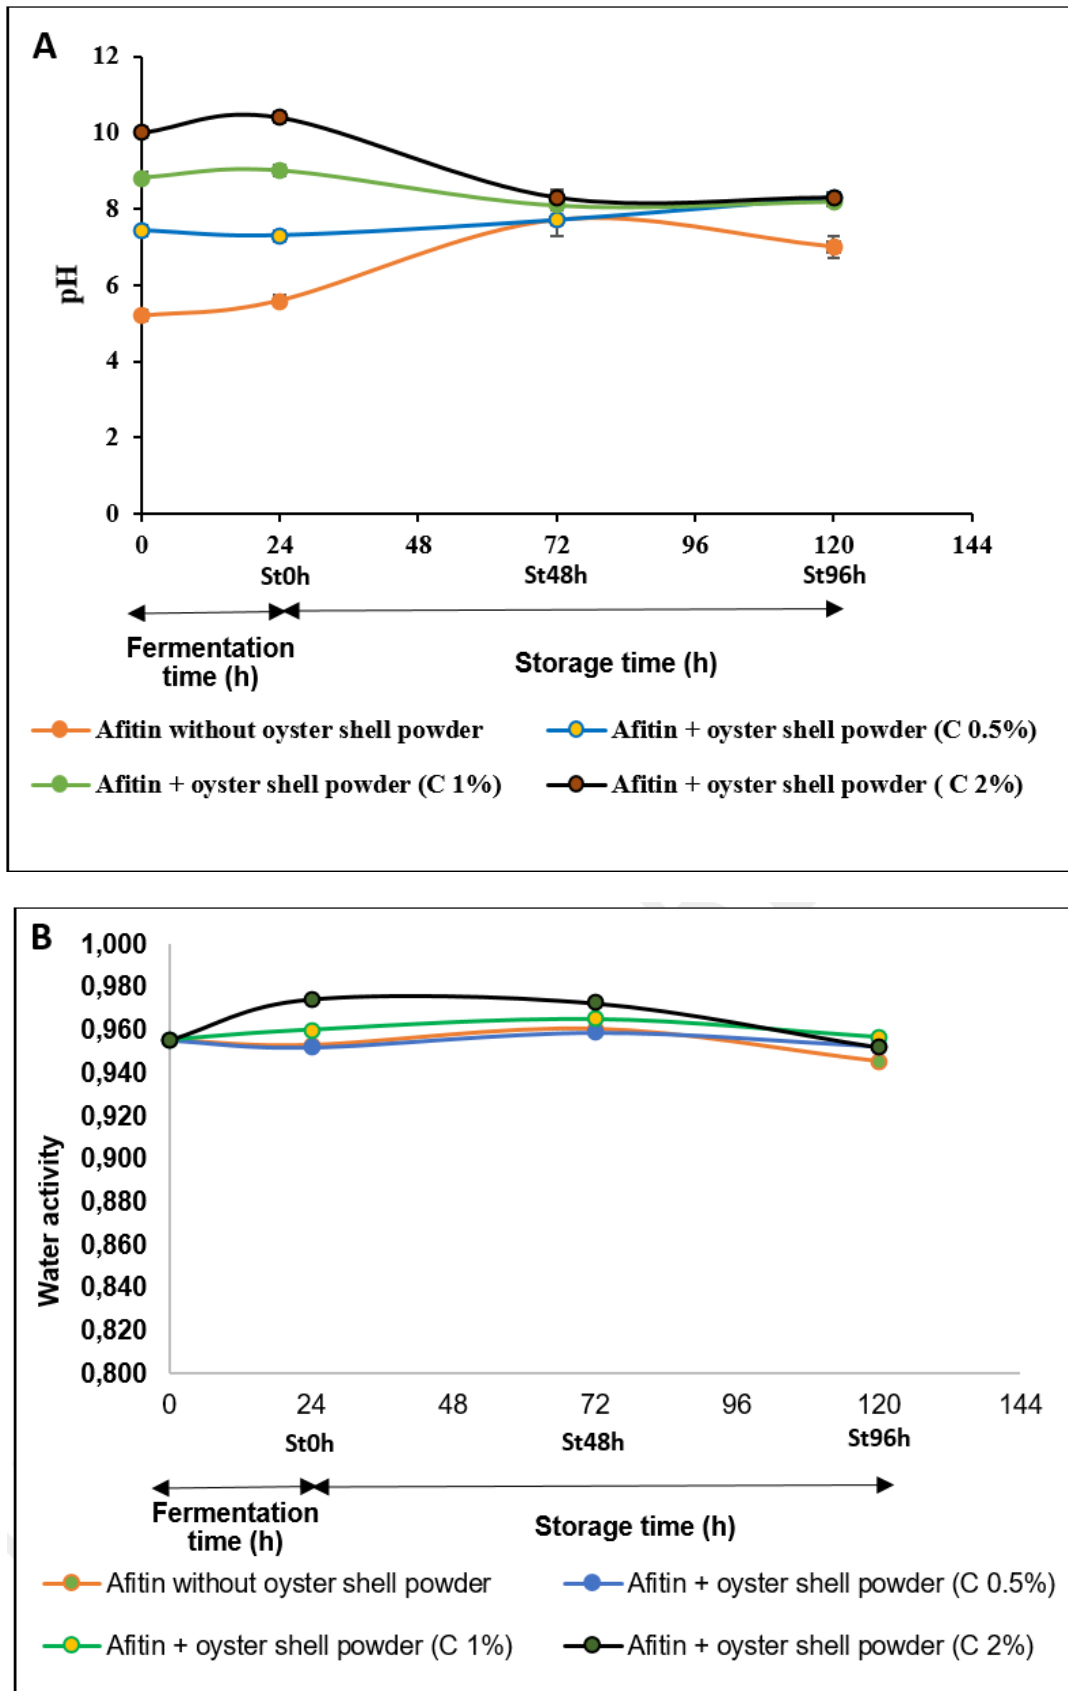 A
12
10
8
6
4
2
0
pH
0 24 48 72 96 120 144
St0h St48h St96h
Fermentation
time (h)
Storage time (h)
Afitin without oyster shell powder
Afitin + oyster shell powder (C 0.5%)
Afitin + oyster shell powder (C 1%)
Afitin + oyster shell powder ( C 2%)
B
1,000
0,980
0,960
0,940
0,920
0,900
0,880
0,860
0,840
0,820
0,800
Water activity
0 24 48 72 96 120 144
St0h St48h St96h
Fermentation
time (h)
Storage time (h)
Afitin without oyster shell powder
Afitin + oyster shell powder (C 0.5%)
Afitin + oyster shell powder (C 1%)
Afitin + oyster shell powder (C 2%)